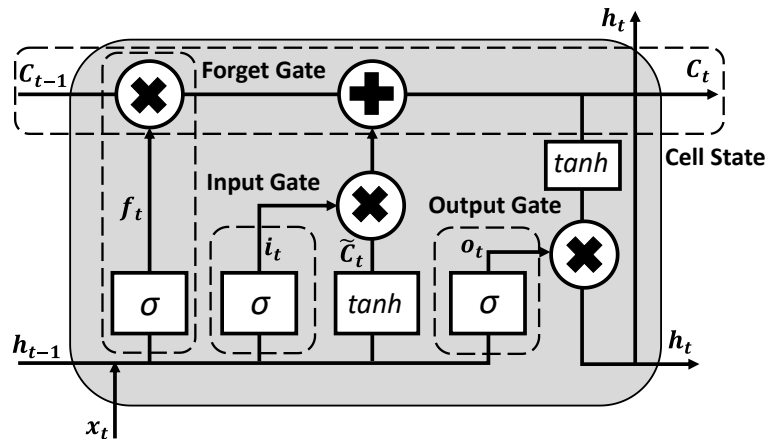 h_t
C_{t-1}
Forget Gate
C_t
tanh
Cell State
Input Gate
Output Gate
f_t
i_t
C̃_t
o_t
σ
σ
tanh
σ
h_{t-1}
h_t
x_t